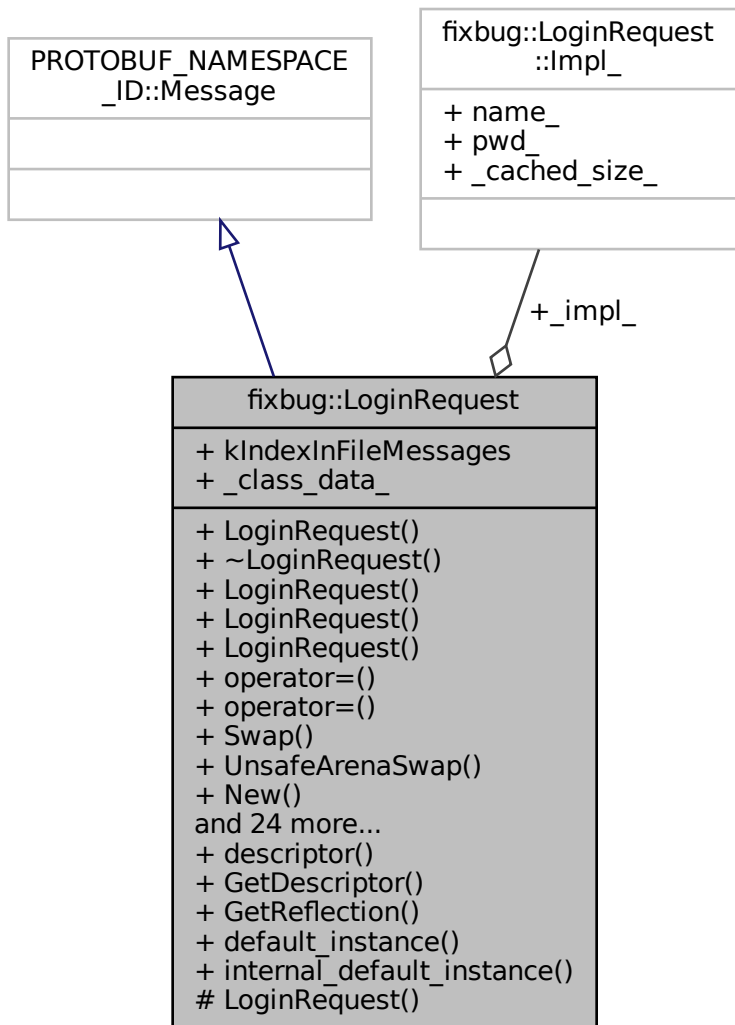 PROTOBUF_NAMESPACE
_ID::Message
fixbug::LoginRequest
::Impl_
+ name_
+ pwd_
+ _cached_size_
+_impl_
fixbug::LoginRequest
+ kIndexInFileMessages
+ _class_data_
+ LoginRequest()
+ ~LoginRequest()
+ LoginRequest()
+ LoginRequest()
+ LoginRequest()
+ operator=()
+ operator=()
+ Swap()
+ UnsafeArenaSwap()
+ New()
and 24 more...
+ descriptor()
+ GetDescriptor()
+ GetReflection()
+ default_instance()
+ internal_default_instance()
# LoginRequest()